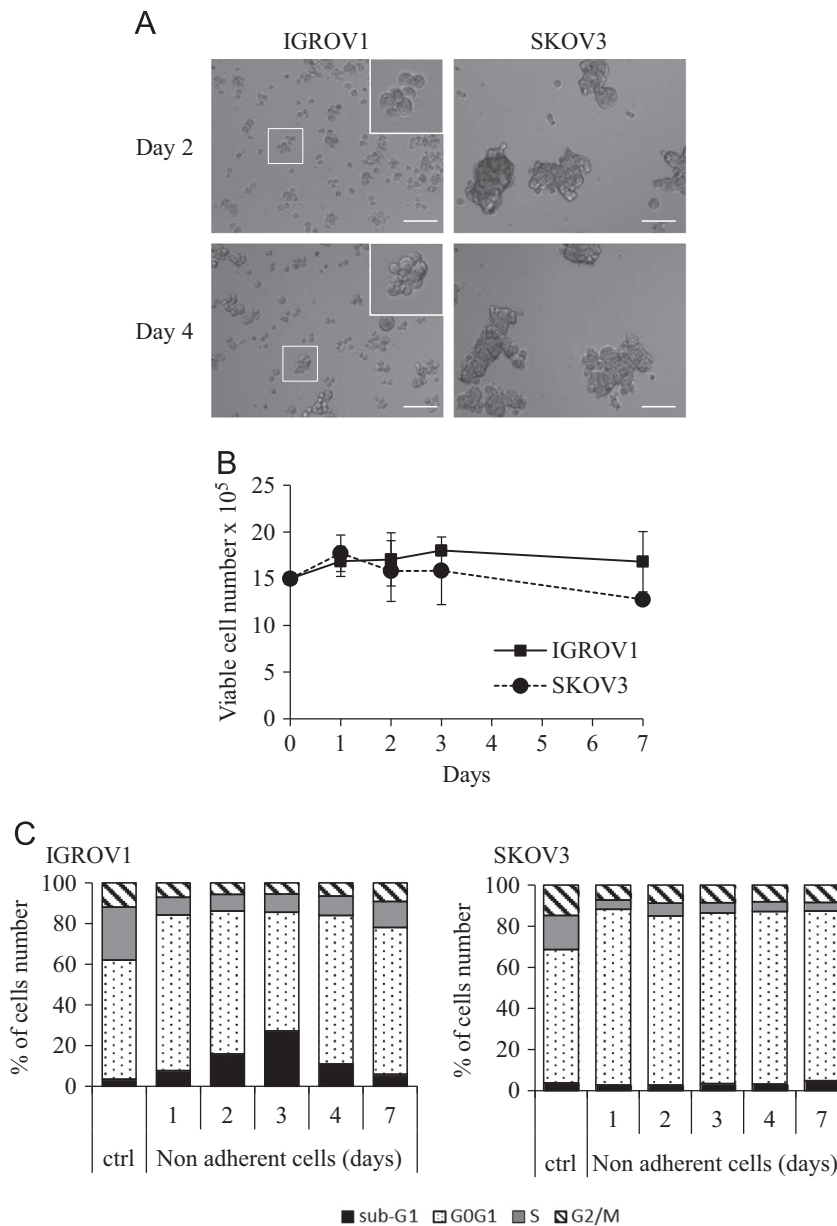 A
IGROV1 SKOV3
Day 2
Day 4
B
Viable cell number x 10⁵
25
20
15
10
5
0
IGROV1
SKOV3
0 1 2 3 4 5 6 7
Days
C
IGROV1
% of cells number
100
80
60
40
20
0
1 2 3 4 7
ctrl Non adherent cells (days)
SKOV3
% of cells number
100
80
60
40
20
0
1 2 3 4 7
ctrl Non adherent cells (days)
sub-G1 G0G1 S G2/M